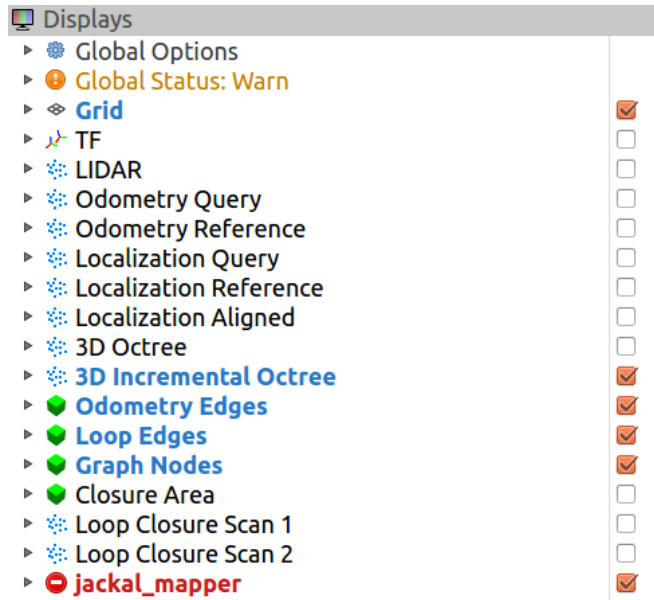 Displays
Global Options
Global Status: Warn
Grid
TF
LIDAR
Odometry Query
Odometry Reference
Localization Query
Localization Reference
Localization Aligned
3D Octree
3D Incremental Octree
Odometry Edges
Loop Edges
Graph Nodes
Closure Area
Loop Closure Scan 1
Loop Closure Scan 2
jackal_mapper